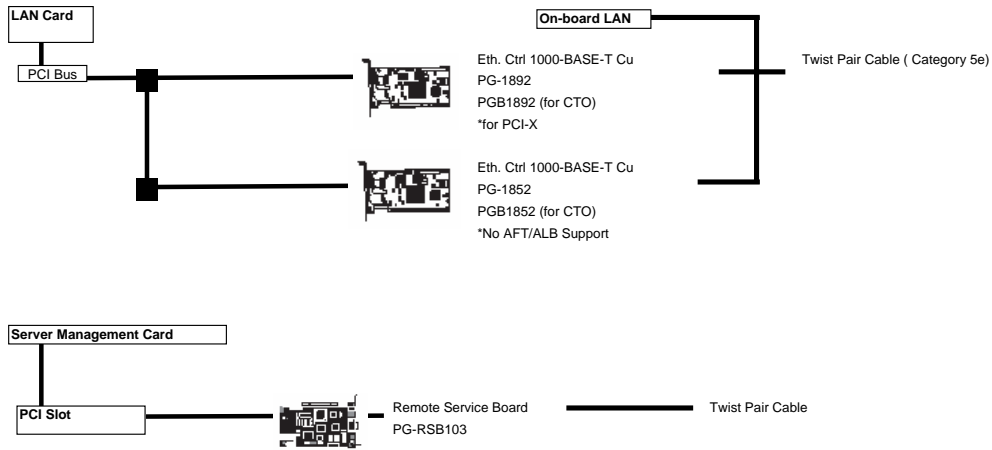 LAN Card
On-board LAN
PCI Bus
Eth. Ctrl 1000-BASE-T Cu
PG-1892
PGB1892 (for CTO)
*for PCI-X
Twist Pair Cable ( Category 5e)
Eth. Ctrl 1000-BASE-T Cu
PG-1852
PGB1852 (for CTO)
*No AFT/ALB Support
Server Management Card
PCI Slot
Remote Service Board
PG-RSB103
Twist Pair Cable